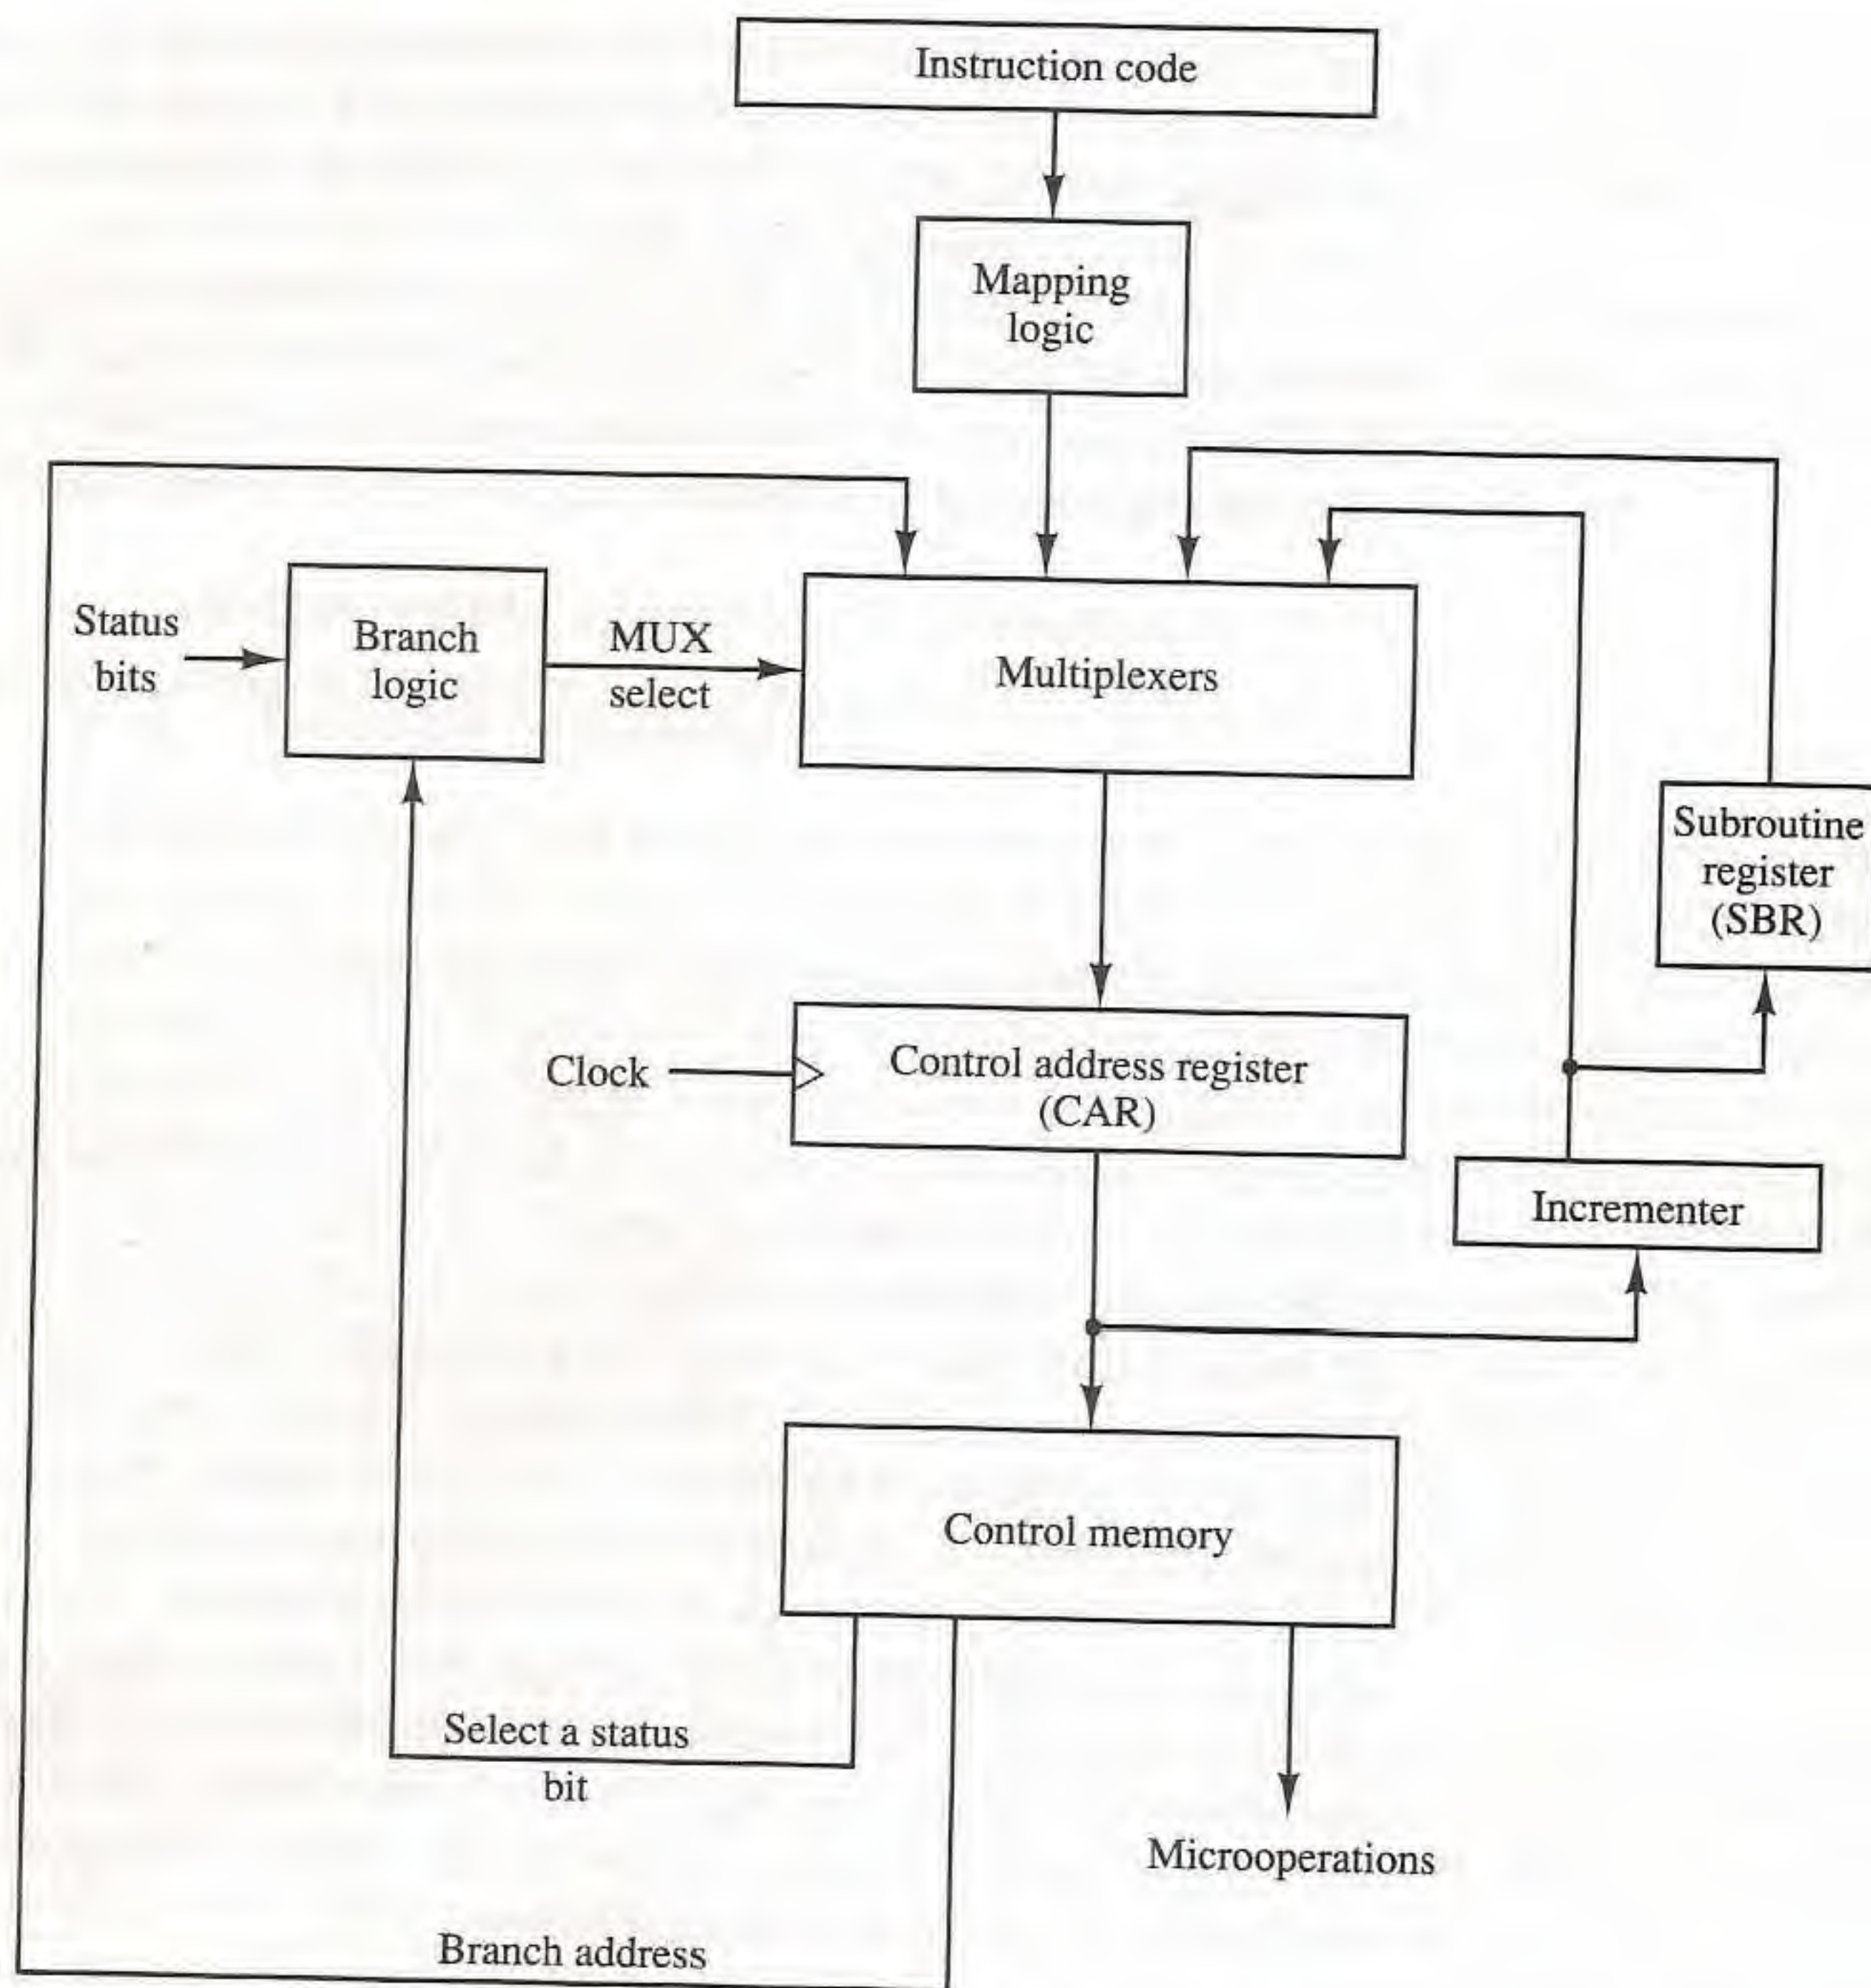 Instruction code
Mapping
logic
Status
bits
Branch
logic
MUX
select
Multiplexers
Subroutine
register
(SBR)
Clock
Control address register
(CAR)
Incrementer
Control memory
Select a status
bit
Microoperations
Branch address